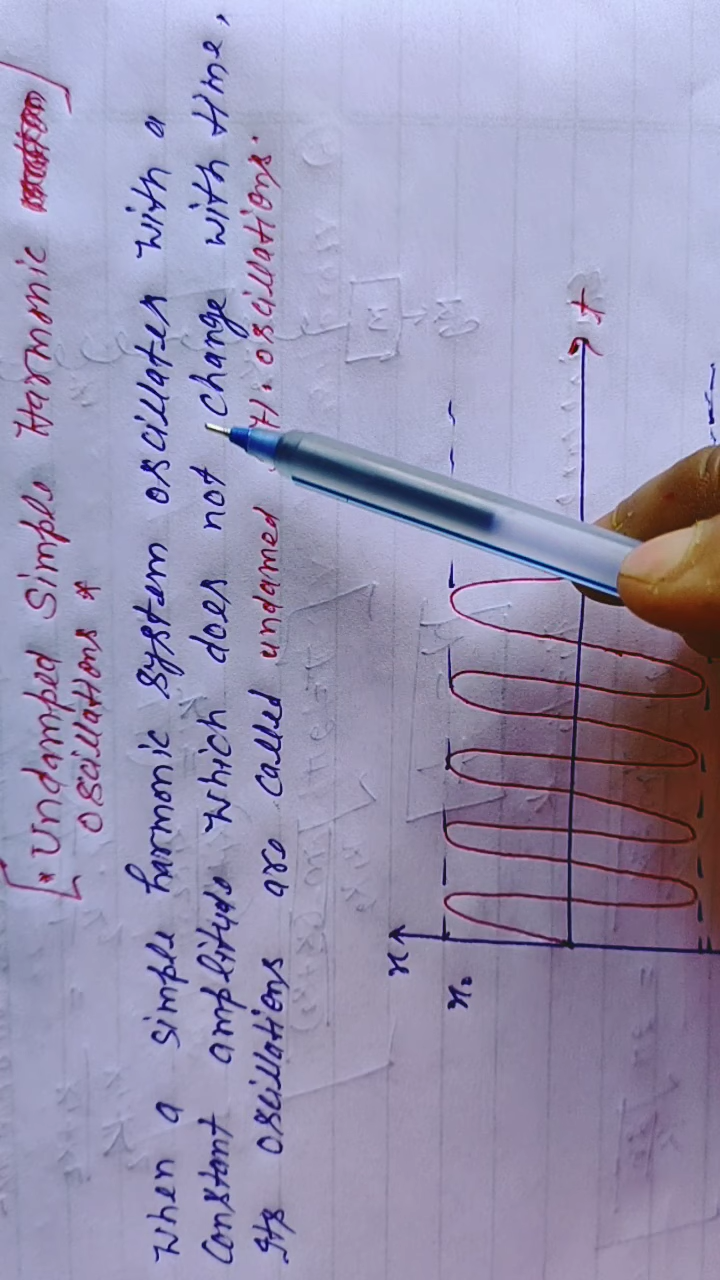 [* Undamped Simple Harmonic
oscillations *
When a simple harmonic system oscillates with a
Constant amplitude which does not change with time,
Its oscillations are called undamed .H. oscillations.
x
x₀
t